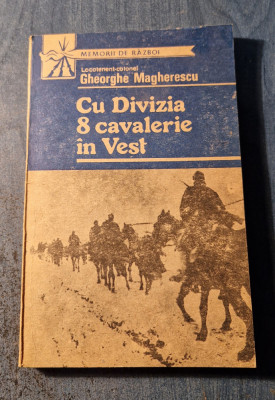 MEMORII DE RĂZBOI
Locotenent-colonel
Gheorghe Magherescu
Cu Divizia
8 cavalerie
în Vest